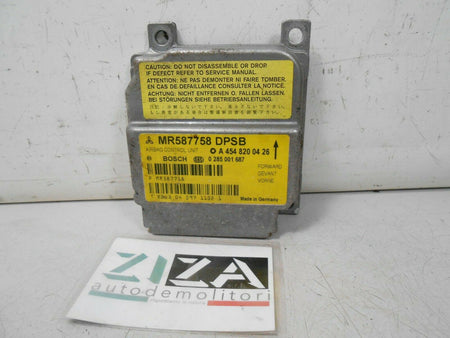 CAUTION: DO NOT DISASSEMBLE OR DROP.
IF DEFECT REFER TO SERVICE MANUAL.
ATTENTION: NE PAS DEMONTER NI FAIRE TOMBER.
EN CAS DE DEFAILLANCE CONSULTER LA NOTICE.
ACHTUNG: NICHT ENTFERNEN O. FALLEN LASSEN.
BEI STÖRUNGEN SIEHE BEDIENUNGSANLEITUNG
MR587758 DPSB
AIRBAG CONTROL UNIT A 454 820 04 26
BOSCH 0 285 001 687
FORWARD
DEVANT
VORNE
Made in Germany
ZIZA
autodemolitori